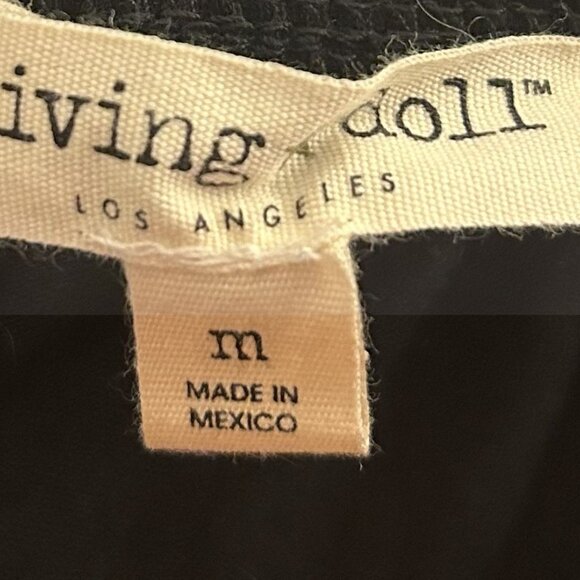 iving doll™
LOS ANGELES
m
MADE IN
MEXICO